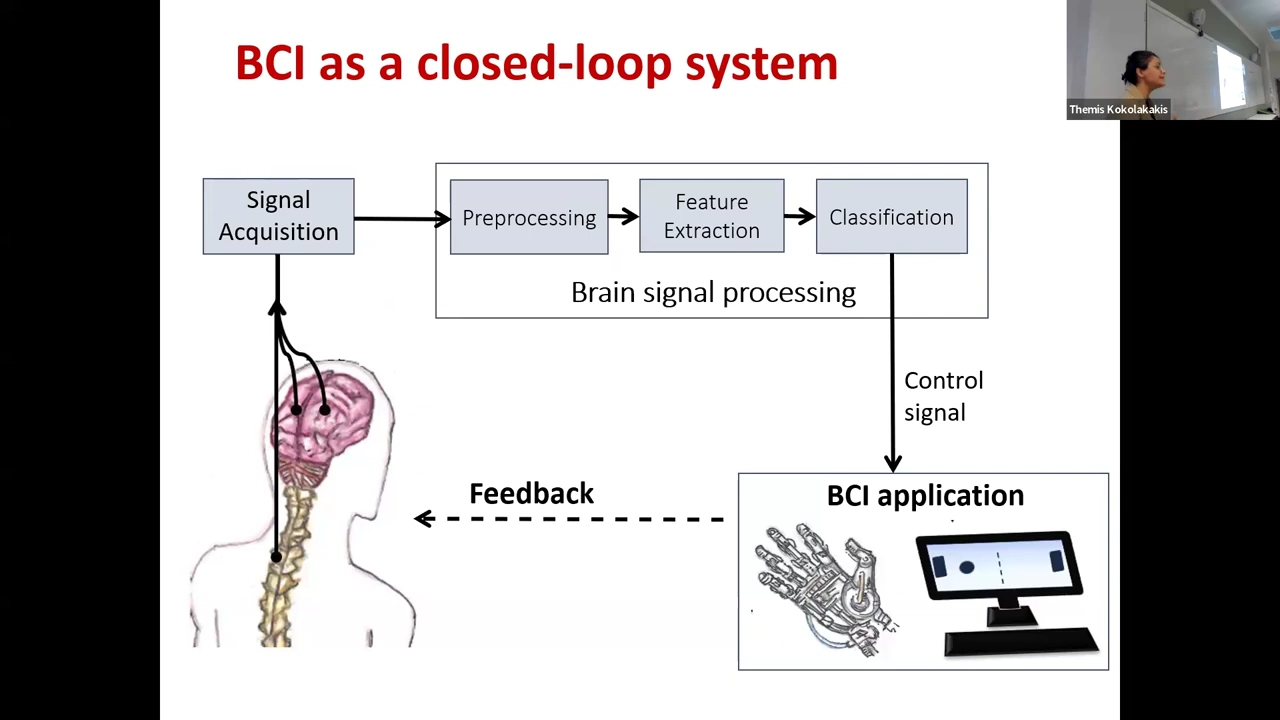 BCI as a closed-loop system
Themis Kokolakakis
Signal
Acquisition
Preprocessing
Feature
Extraction
Classification
Brain signal processing
Control
signal
Feedback
BCI application